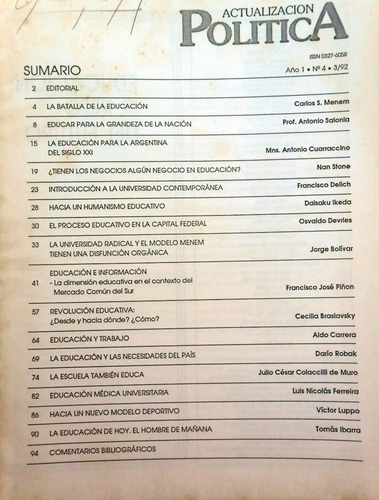 ACTUALIZACION
POLITICA
ISSN 0327-6058
SUMARIO
Año 1 • Nº 4 • 3/92
2 EDITORIAL
4 LA BATALLA DE LA EDUCACIÓN Carlos S. Menem
8 EDUCAR PARA LA GRANDEZA DE LA NACIÓN Prof. Antonio Salonia
15 LA EDUCACIÓN PARA LA ARGENTINA
DEL SIGLO XXI Mns. Antonio Cuarraccino
19 ¿TIENEN LOS NEGOCIOS ALGÚN NEGOCIO EN EDUCACIÓN? Nan Stone
23 INTRODUCCIÓN A LA UNIVERSIDAD CONTEMPORÁNEA Francisco Delich
28 HACIA UN HUMANISMO EDUCATIVO Daisaku Ikeda
30 EL PROCESO EDUCATIVO EN LA CAPITAL FEDERAL Osvaldo Devries
33 LA UNIVERSIDAD RADICAL Y EL MODELO MENEM
TIENEN UNA DISFUNCIÓN ORGÁNICA Jorge Bolívar
EDUCACIÓN E INFORMACIÓN
41 - La dimensión educativa en el contexto del
Mercado Común del Sur Francisco José Piñon
57 REVOLUCIÓN EDUCATIVA:
¿Desde y hacia dónde? ¿Cómo? Cecilia Braslavsky
64 EDUCACIÓN Y TRABAJO Aldo Carrera
69 LA EDUCACIÓN Y LAS NECESIDADES DEL PAÍS Darío Robak
74 LA ESCUELA TAMBIÉN EDUCA Julio César Colaccilli de Muro
82 EDUCACIÓN MÉDICA UNIVERSITARIA Luis Nicolás Ferreira
86 HACIA UN NUEVO MODELO DEPORTIVO Víctor Luppo
90 LA EDUCACIÓN DE HOY. EL HOMBRE DE MAÑANA Tomás Ibarra
94 COMENTARIOS BIBLIOGRÁFICOS